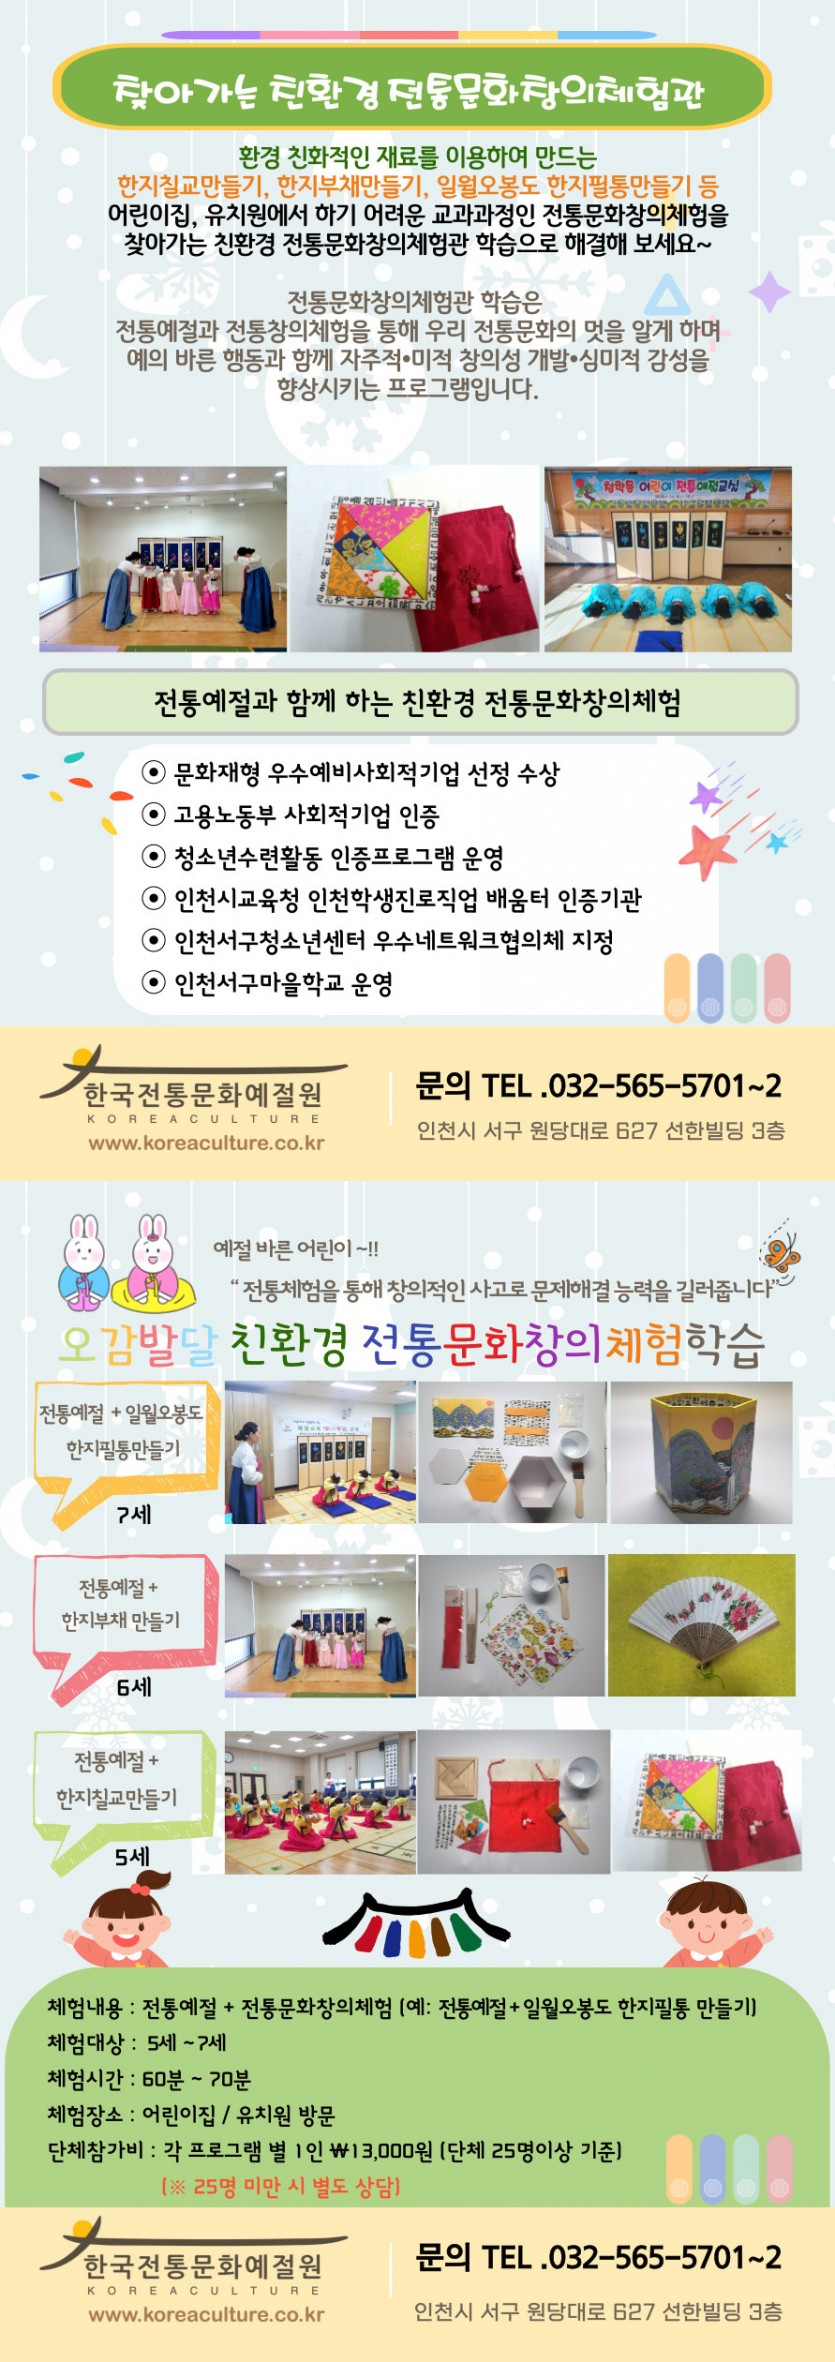 찾아가는 친환경 전통문화창의체험관
환경 친화적인 재료를 이용하여 만드는
한지칠교만들기, 한지부채만들기, 일월오봉도 한지필통만들기 등
어린이집, 유치원에서 하기 어려운 교과과정인 전통문화창의체험을
찾아가는 친환경 전통문화창의체험관 학습으로 해결해 보세요~
전통문화창의체험관 학습은
전통예절과 전통창의체험을 통해 우리 전통문화의 멋을 알게 하며
예의 바른 행동과 함께 자주적•미적 창의성 개발•심미적 감성을
향상시키는 프로그램입니다.
청학동 어린이 전통예절교실
전통예절과 함께 하는 친환경 전통문화창의체험
⦿ 문화재형 우수예비사회적기업 선정 수상
⦿ 고용노동부 사회적기업 인증
⦿ 청소년수련활동 인증프로그램 운영
⦿ 인천시교육청 인천학생진로직업 배움터 인증기관
⦿ 인천서구청소년센터 우수네트워크협의체 지정
⦿ 인천서구마을학교 운영
한국전통문화예절원
KOREACULTURE
www.koreaculture.co.kr
문의 TEL .032-565-5701~2
인천시 서구 원당대로 627 선한빌딩 3층
예절 바른 어린이 ~!!
“ 전통체험을 통해 창의적인 사고로 문제해결 능력을 길러줍니다”
오감발달 친환경 전통문화창의체험학습
전통예절 + 일월오봉도
한지필통만들기
7세
전통예절 +
한지부채 만들기
6세
전통예절 +
한지칠교만들기
5세
체험내용 : 전통예절 + 전통문화창의체험 (예: 전통예절+일월오봉도 한지필통 만들기)
체험대상 : 5세 ~7세
체험시간 : 60분 ~ 70분
체험장소 : 어린이집 / 유치원 방문
단체참가비 : 각 프로그램 별 1인 ₩13,000원 (단체 25명이상 기준)
(※ 25명 미만 시 별도 상담)
한국전통문화예절원
KOREACULTURE
www.koreaculture.co.kr
문의 TEL .032-565-5701~2
인천시 서구 원당대로 627 선한빌딩 3층